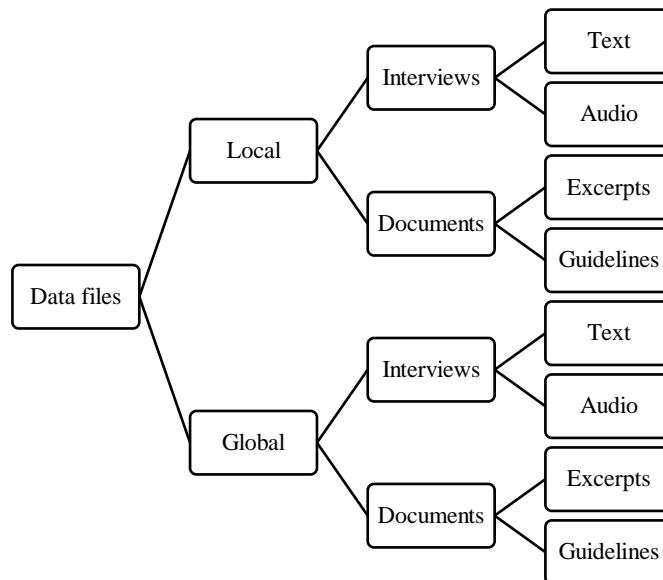 Data files
Local
Interviews
Text
Audio
Documents
Excerpts
Guidelines
Global
Interviews
Text
Audio
Documents
Excerpts
Guidelines